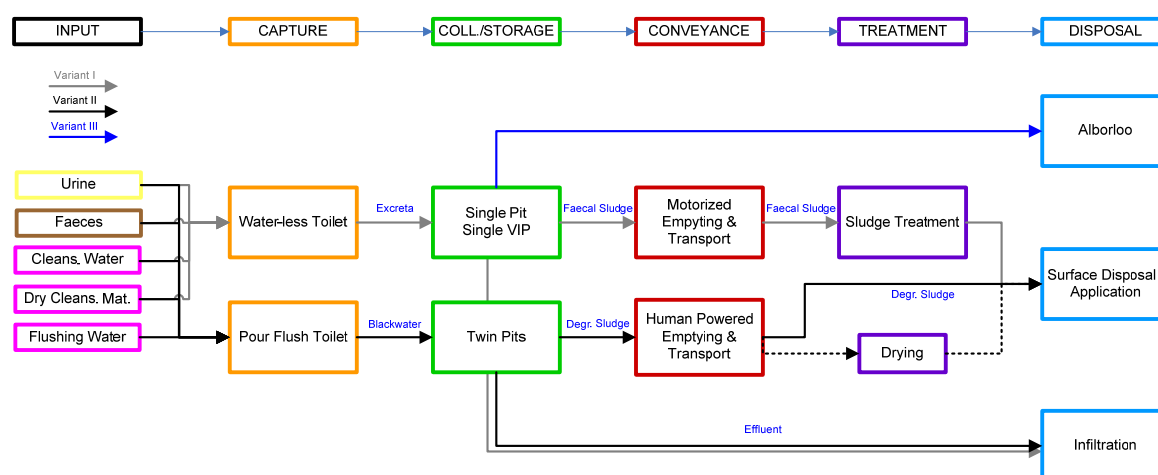 INPUT
CAPTURE
COLL./STORAGE
CONVEYANCE
TREATMENT
DISPOSAL
Variant I
Variant II
Variant III
Alborloo
Urine
Faeces
Cleans. Water
Dry Cleans. Mat.
Flushing Water
Water-less Toilet
Excreta
Single Pit
Single VIP
Faecal Sludge
Motorized
Empyting &
Transport
Faecal Sludge
Sludge Treatment
Surface Disposal
Application
Degr. Sludge
Pour Flush Toilet
Blackwater
Twin Pits
Degr. Sludge
Human Powered
Emptying &
Transport
Drying
Effluent
Infiltration